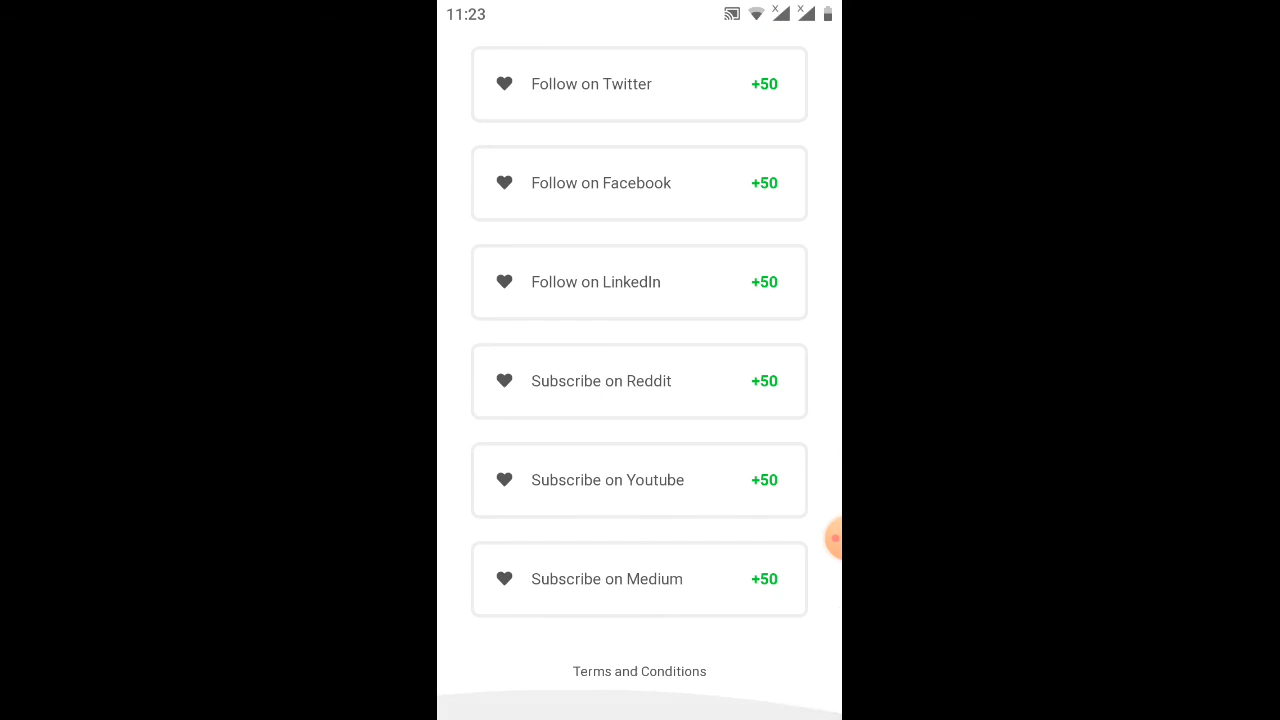 11:23
Follow on Twitter +50
Follow on Facebook +50
Follow on LinkedIn +50
Subscribe on Reddit +50
Subscribe on Youtube +50
Subscribe on Medium +50
Terms and Conditions